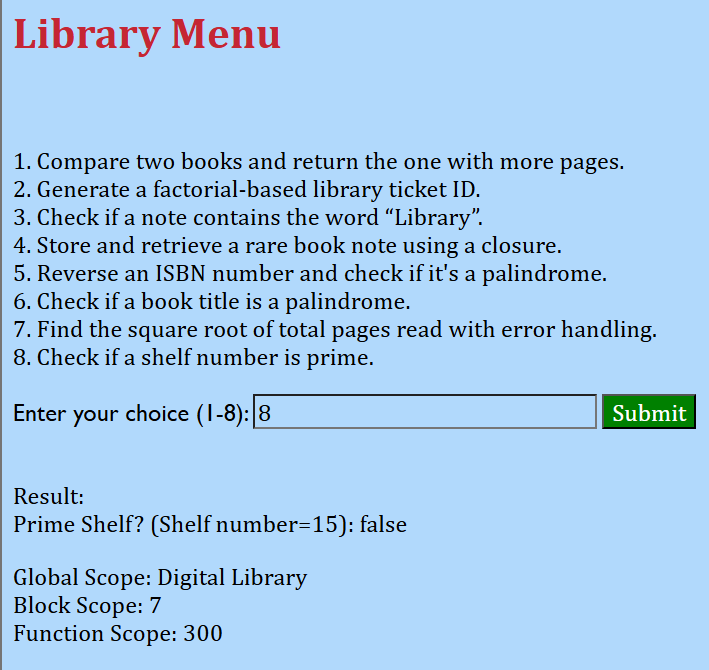 Library Menu
1. Compare two books and return the one with more pages.
2. Generate a factorial-based library ticket ID.
3. Check if a note contains the word “Library”.
4. Store and retrieve a rare book note using a closure.
5. Reverse an ISBN number and check if it's a palindrome.
6. Check if a book title is a palindrome.
7. Find the square root of total pages read with error handling.
8. Check if a shelf number is prime.
Enter your choice (1-8): 8 Submit
Result:
Prime Shelf? (Shelf number=15): false
Global Scope: Digital Library
Block Scope: 7
Function Scope: 300